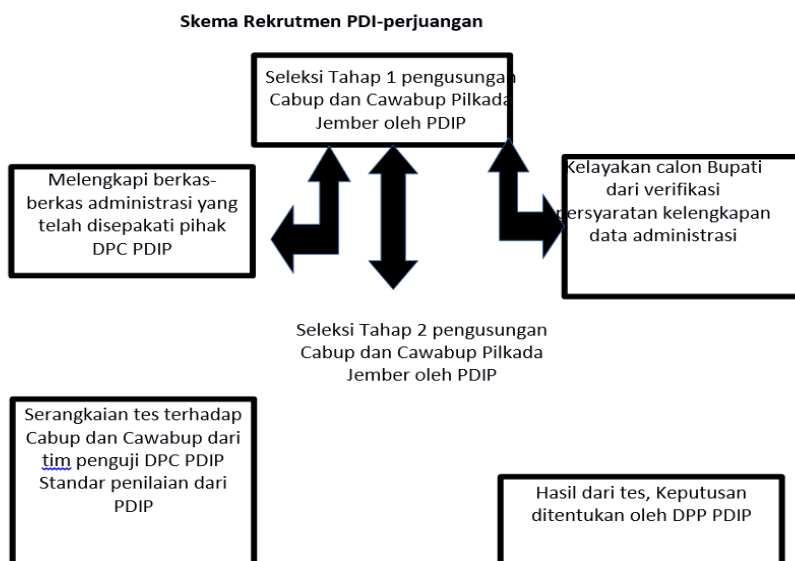 Skema Rekrutmen PDI-perjuangan
Seleksi Tahap 1 pengusungan
Cabup dan Cawabup Pilkada
Jember oleh PDIP
Melengkapi berkas-
berkas administrasi yang
telah disepakati pihak
DPC PDIP
Kelayakan calon Bupati
dari verifikasi
persyaratan kelengkapan
data administrasi
Seleksi Tahap 2 pengusungan
Cabup dan Cawabup Pilkada
Jember oleh PDIP
Serangkaian tes terhadap
Cabup dan Cawabup dari
tim penguji DPC PDIP
Standar penilaian dari
PDIP
Hasil dari tes, Keputusan
ditentukan oleh DPP PDIP